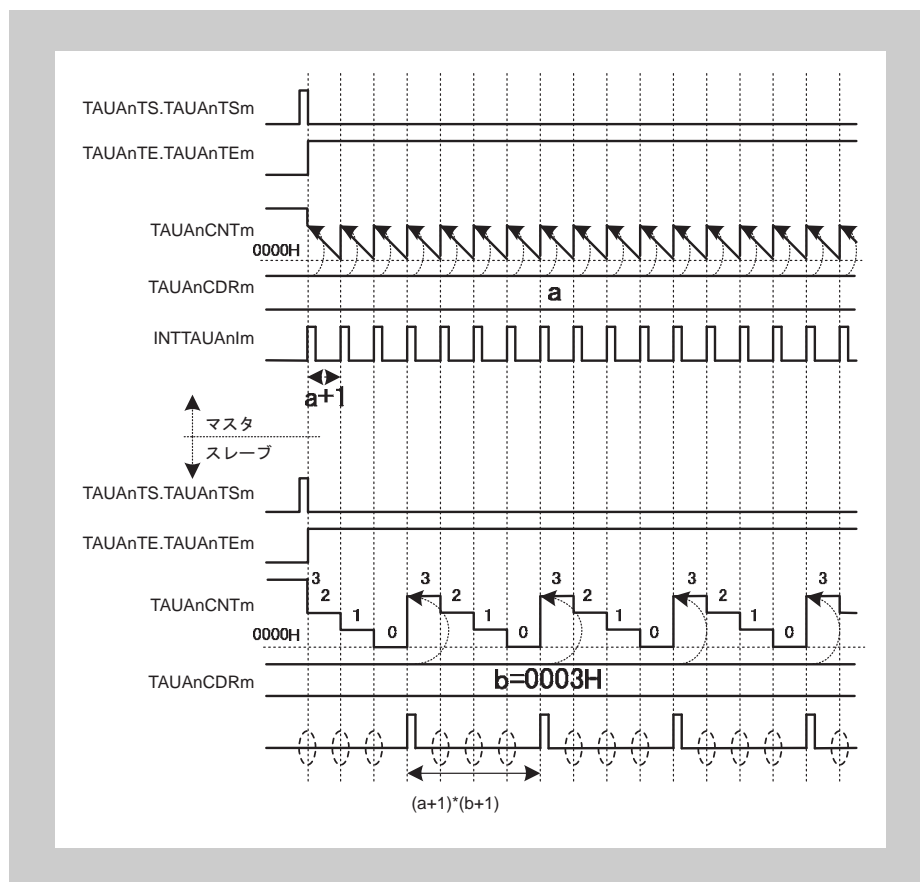 TAUAnTS.TAUAnTSm
TAUAnTE.TAUAnTEm
TAUAnCNTm
0000H
TAUAnCDRm
a
INTTAUAnIm
a+1
マスタ
スレーブ
TAUAnTS.TAUAnTSm
TAUAnTE.TAUAnTEm
3 3 3 3 3
2 2 2 2
TAUAnCNTm
1 1 1 1
0000H
0 0 0 0
TAUAnCDRm
b=0003H
(a+1)*(b+1)